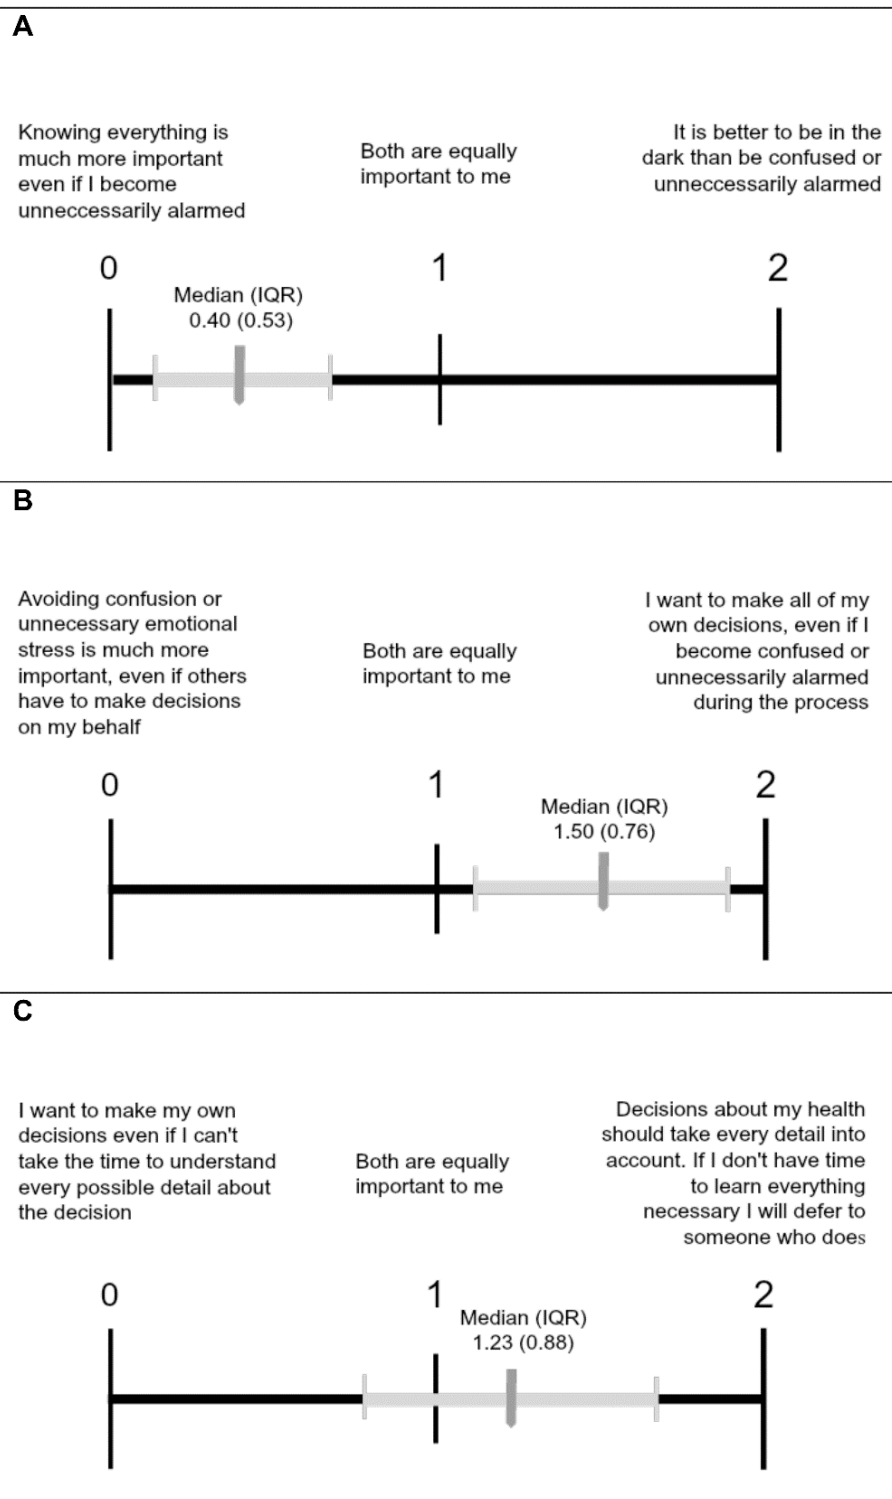 A
Knowing everything is
much more important
even if I become
unneccessarily alarmed
Both are equally
important to me
It is better to be in the
dark than be confused or
unneccessarily alarmed
0
1
2
Median (IQR)
0.40 (0.53)
B
Avoiding confusion or
unnecessary emotional
stress is much more
important, even if others
have to make decisions
on my behalf
Both are equally
important to me
I want to make all of my
own decisions, even if I
become confused or
unnecessarily alarmed
during the process
0
1
2
Median (IQR)
1.50 (0.76)
C
I want to make my own
decisions even if I can't
take the time to understand
every possible detail about
the decision
Both are equally
important to me
Decisions about my health
should take every detail into
account. If I don't have time
to learn everything
necessary I will defer to
someone who does
0
1
2
Median (IQR)
1.23 (0.88)